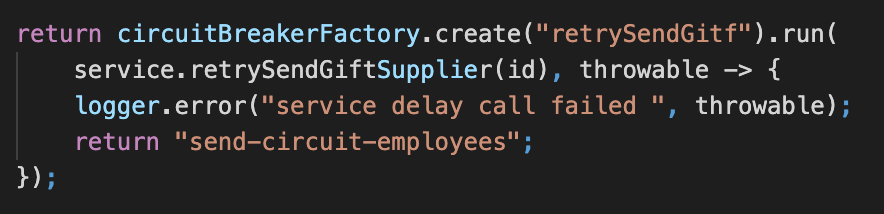 return circuitBreakerFactory.create("retrySendGitf").run(
service.retrySendGiftSupplier(id), throwable -> {
logger.error("service delay call failed ", throwable);
return "send-circuit-employees";
});